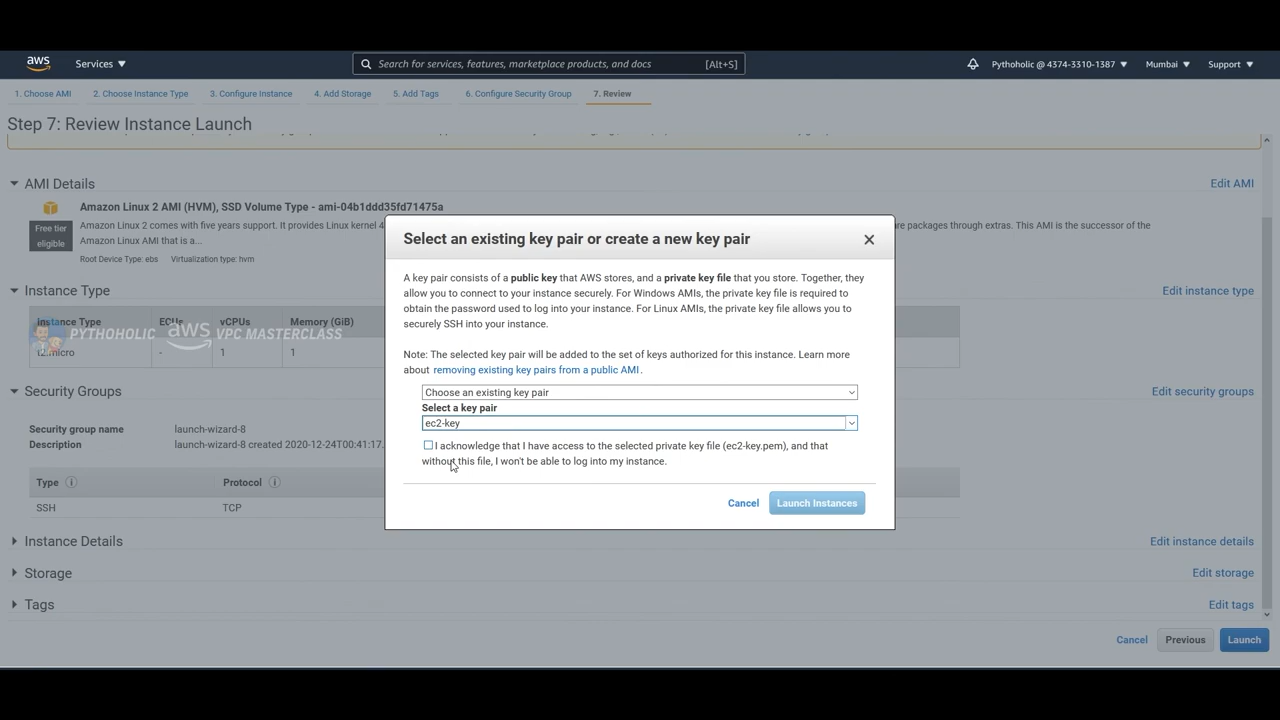 aws Services Search for services, features, marketplace products, and docs [Alt+S] Pythoholic @ 4374-3310-1387 Mumbai Support
1. Choose AMI 2. Choose Instance Type 3. Configure Instance 4. Add Storage 5. Add Tags 6. Configure Security Group 7. Review
Step 7: Review Instance Launch
AMI Details Edit AMI
Amazon Linux 2 AMI (HVM), SSD Volume Type - ami-04b1ddd35fd71475a
Free tier eligible
Amazon Linux 2 comes with five years support. It provides Linux kernel 4 re packages through extras. This AMI is the successor of the
Amazon Linux AMI that is a...
Root Device Type: ebs Virtualization type: hvm
Select an existing key pair or create a new key pair
A key pair consists of a public key that AWS stores, and a private key file that you store. Together, they
allow you to connect to your instance securely. For Windows AMIs, the private key file is required to
obtain the password used to log into your instance. For Linux AMIs, the private key file allows you to
securely SSH into your instance.
Note: The selected key pair will be added to the set of keys authorized for this instance. Learn more
about removing existing key pairs from a public AMI .
Choose an existing key pair
Select a key pair
ec2-key
I acknowledge that I have access to the selected private key file (ec2-key.pem), and that
without this file, I won't be able to log into my instance.
Cancel Launch Instances
Instance Type Edit instance type
Instance Type ECUs vCPUs Memory (GiB)
PYTHOHOLIC aws VPC MASTERCLASS
t2.micro - 1 1
Security Groups Edit security groups
Security group name launch-wizard-8
Description launch-wizard-8 created 2020-12-24T00:41:17.
Type Protocol
SSH TCP
Instance Details Edit instance details
Storage Edit storage
Tags Edit tags
Cancel Previous Launch